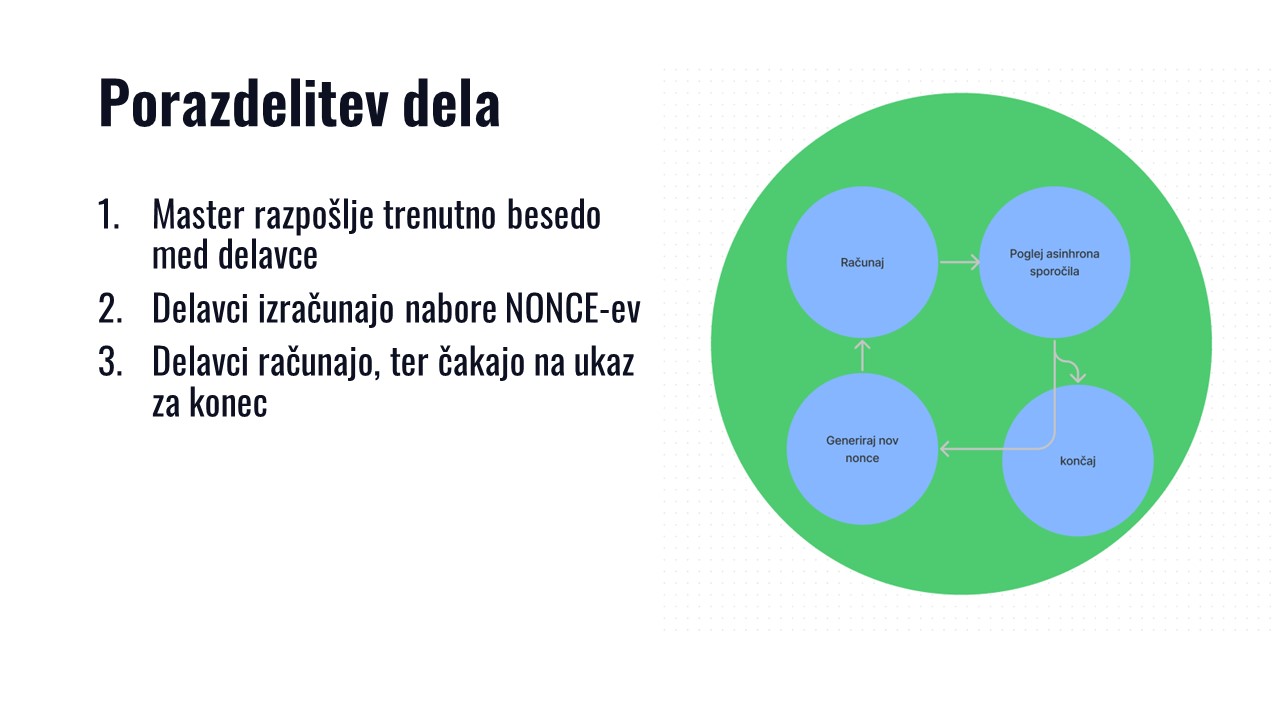 Porazdelitev dela
1. Master razpošlje trenutno besedo
med delavce
2. Delavci izračunajo nabore NONCE-ev
3. Delavci računajo, ter čakajo na ukaz
za konec
Računaj
Poglej asinhrona
sporočila
Generiraj nov
nonce
končaj